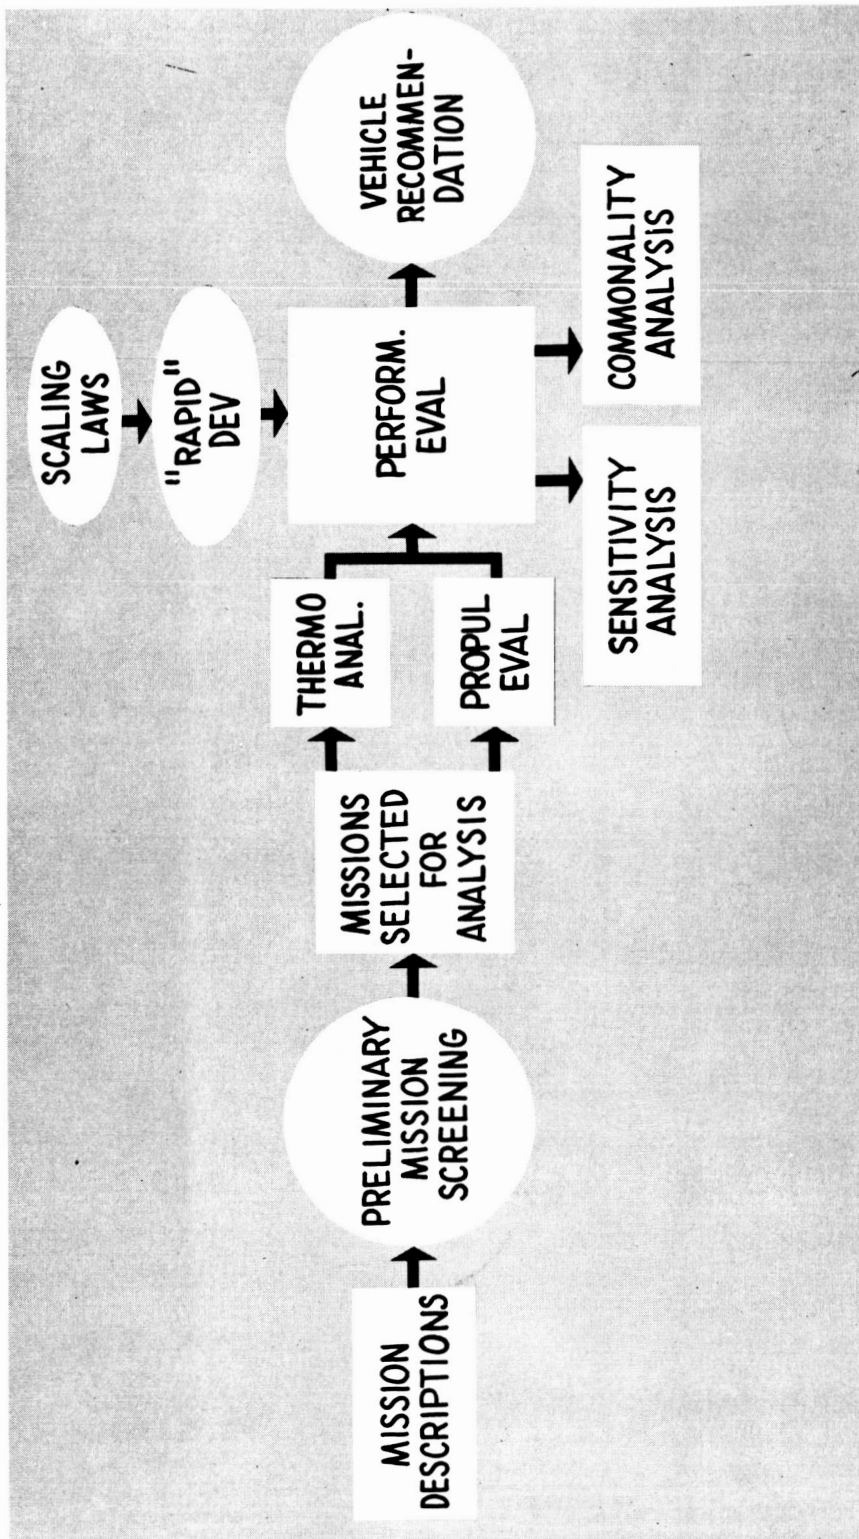 MISSION
DESCRIPTIONS
PRELIMINARY
MISSION
SCREENING
MISSIONS
SELECTED
FOR
ANALYSIS
THERMO
ANAL.
PROPUL
EVAL
SCALING
LAWS
"RAPID"
DEV
PERFORM.
EVAL
SENSITIVITY
ANALYSIS
COMMONALITY
ANALYSIS
VEHICLE
RECOMMEN-
DATION